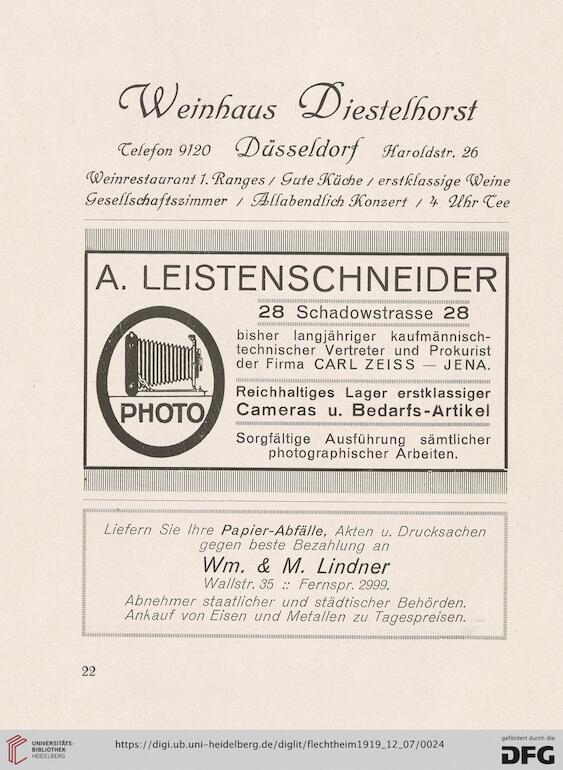 Weinhaus Diestelhorst
Telefon 9120 Düsseldorf Haroldstr. 26
Weinrestaurant 1. Ranges / Gute Küche / erstklassige Weine
Gesellschaftszimmer / Allabendlich Konzert / 4 Uhr Tee
A. LEISTENSCHNEIDER
28 Schadowstrasse 28
bisher langjähriger kaufmännisch-
technischer Vertreter und Prokurist
der Firma CARL ZEISS — JENA.
PHOTO
Reichhaltiges Lager erstklassiger
Cameras u. Bedarfs-Artikel
Sorgfältige Ausführung sämtlicher
photographischer Arbeiten.
Liefern Sie Ihre Papier-Abfälle, Akten u. Drucksachen
gegen beste Bezahlung an
Wm. & M. Lindner
Wallstr. 35 :: Fernspr. 2999.
Abnehmer staatlicher und städtischer Behörden.
Ankauf von Eisen und Metallen zu Tagespreisen.
22
UNIVERSITÄTS-
BIBLIOTHEK
HEIDELBERG
https://digi.ub.uni-heidelberg.de/diglit/flechtheim1919_12_07/0024
gefördert durch die
DFG